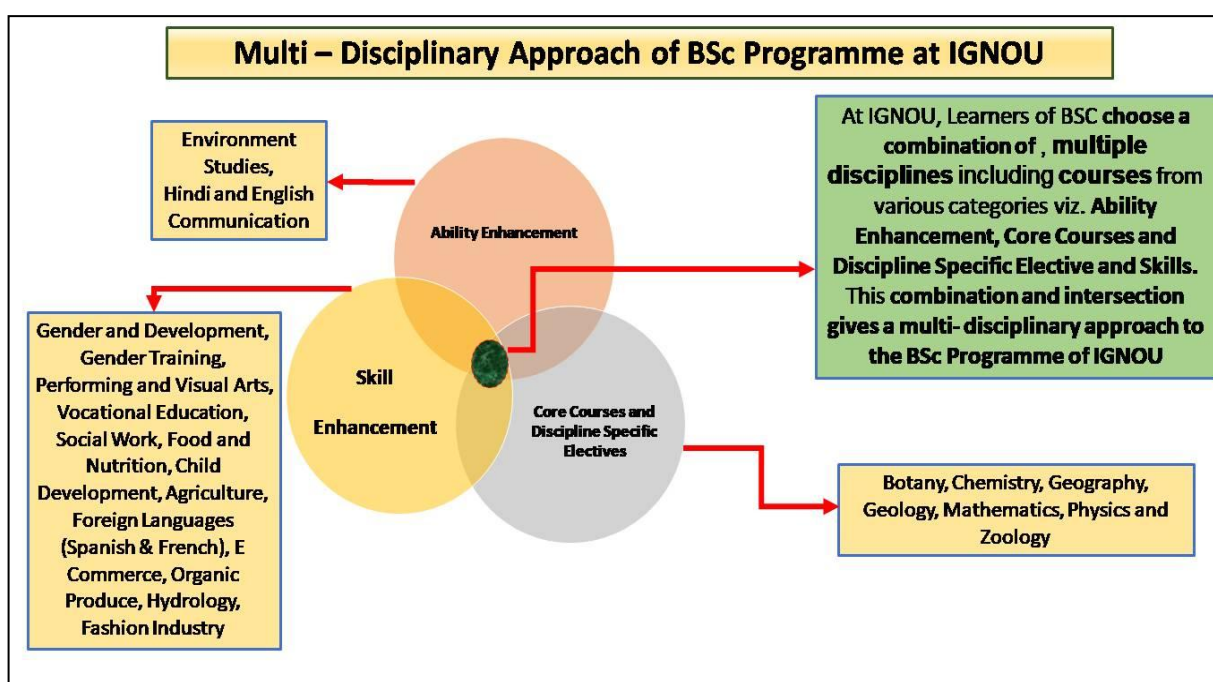 Multi – Disciplinary Approach of BSc Programme at IGNOU
Environment
Studies,
Hindi and English
Communication
Ability Enhancement
At IGNOU, Learners of BSC choose a
combination of , multiple
disciplines including courses from
various categories viz. Ability
Enhancement, Core Courses and
Discipline Specific Elective and Skills.
This combination and intersection
gives a multi- disciplinary approach to
the BSc Programme of IGNOU
Gender and Development,
Gender Training,
Performing and Visual Arts,
Vocational Education,
Social Work, Food and
Nutrition, Child
Development, Agriculture,
Foreign Languages
(Spanish & French), E
Commerce, Organic
Produce, Hydrology,
Fashion Industry
Skill
Enhancement
Core Courses and
Discipline Specific
Electives
Botany, Chemistry, Geography,
Geology, Mathematics, Physics and
Zoology